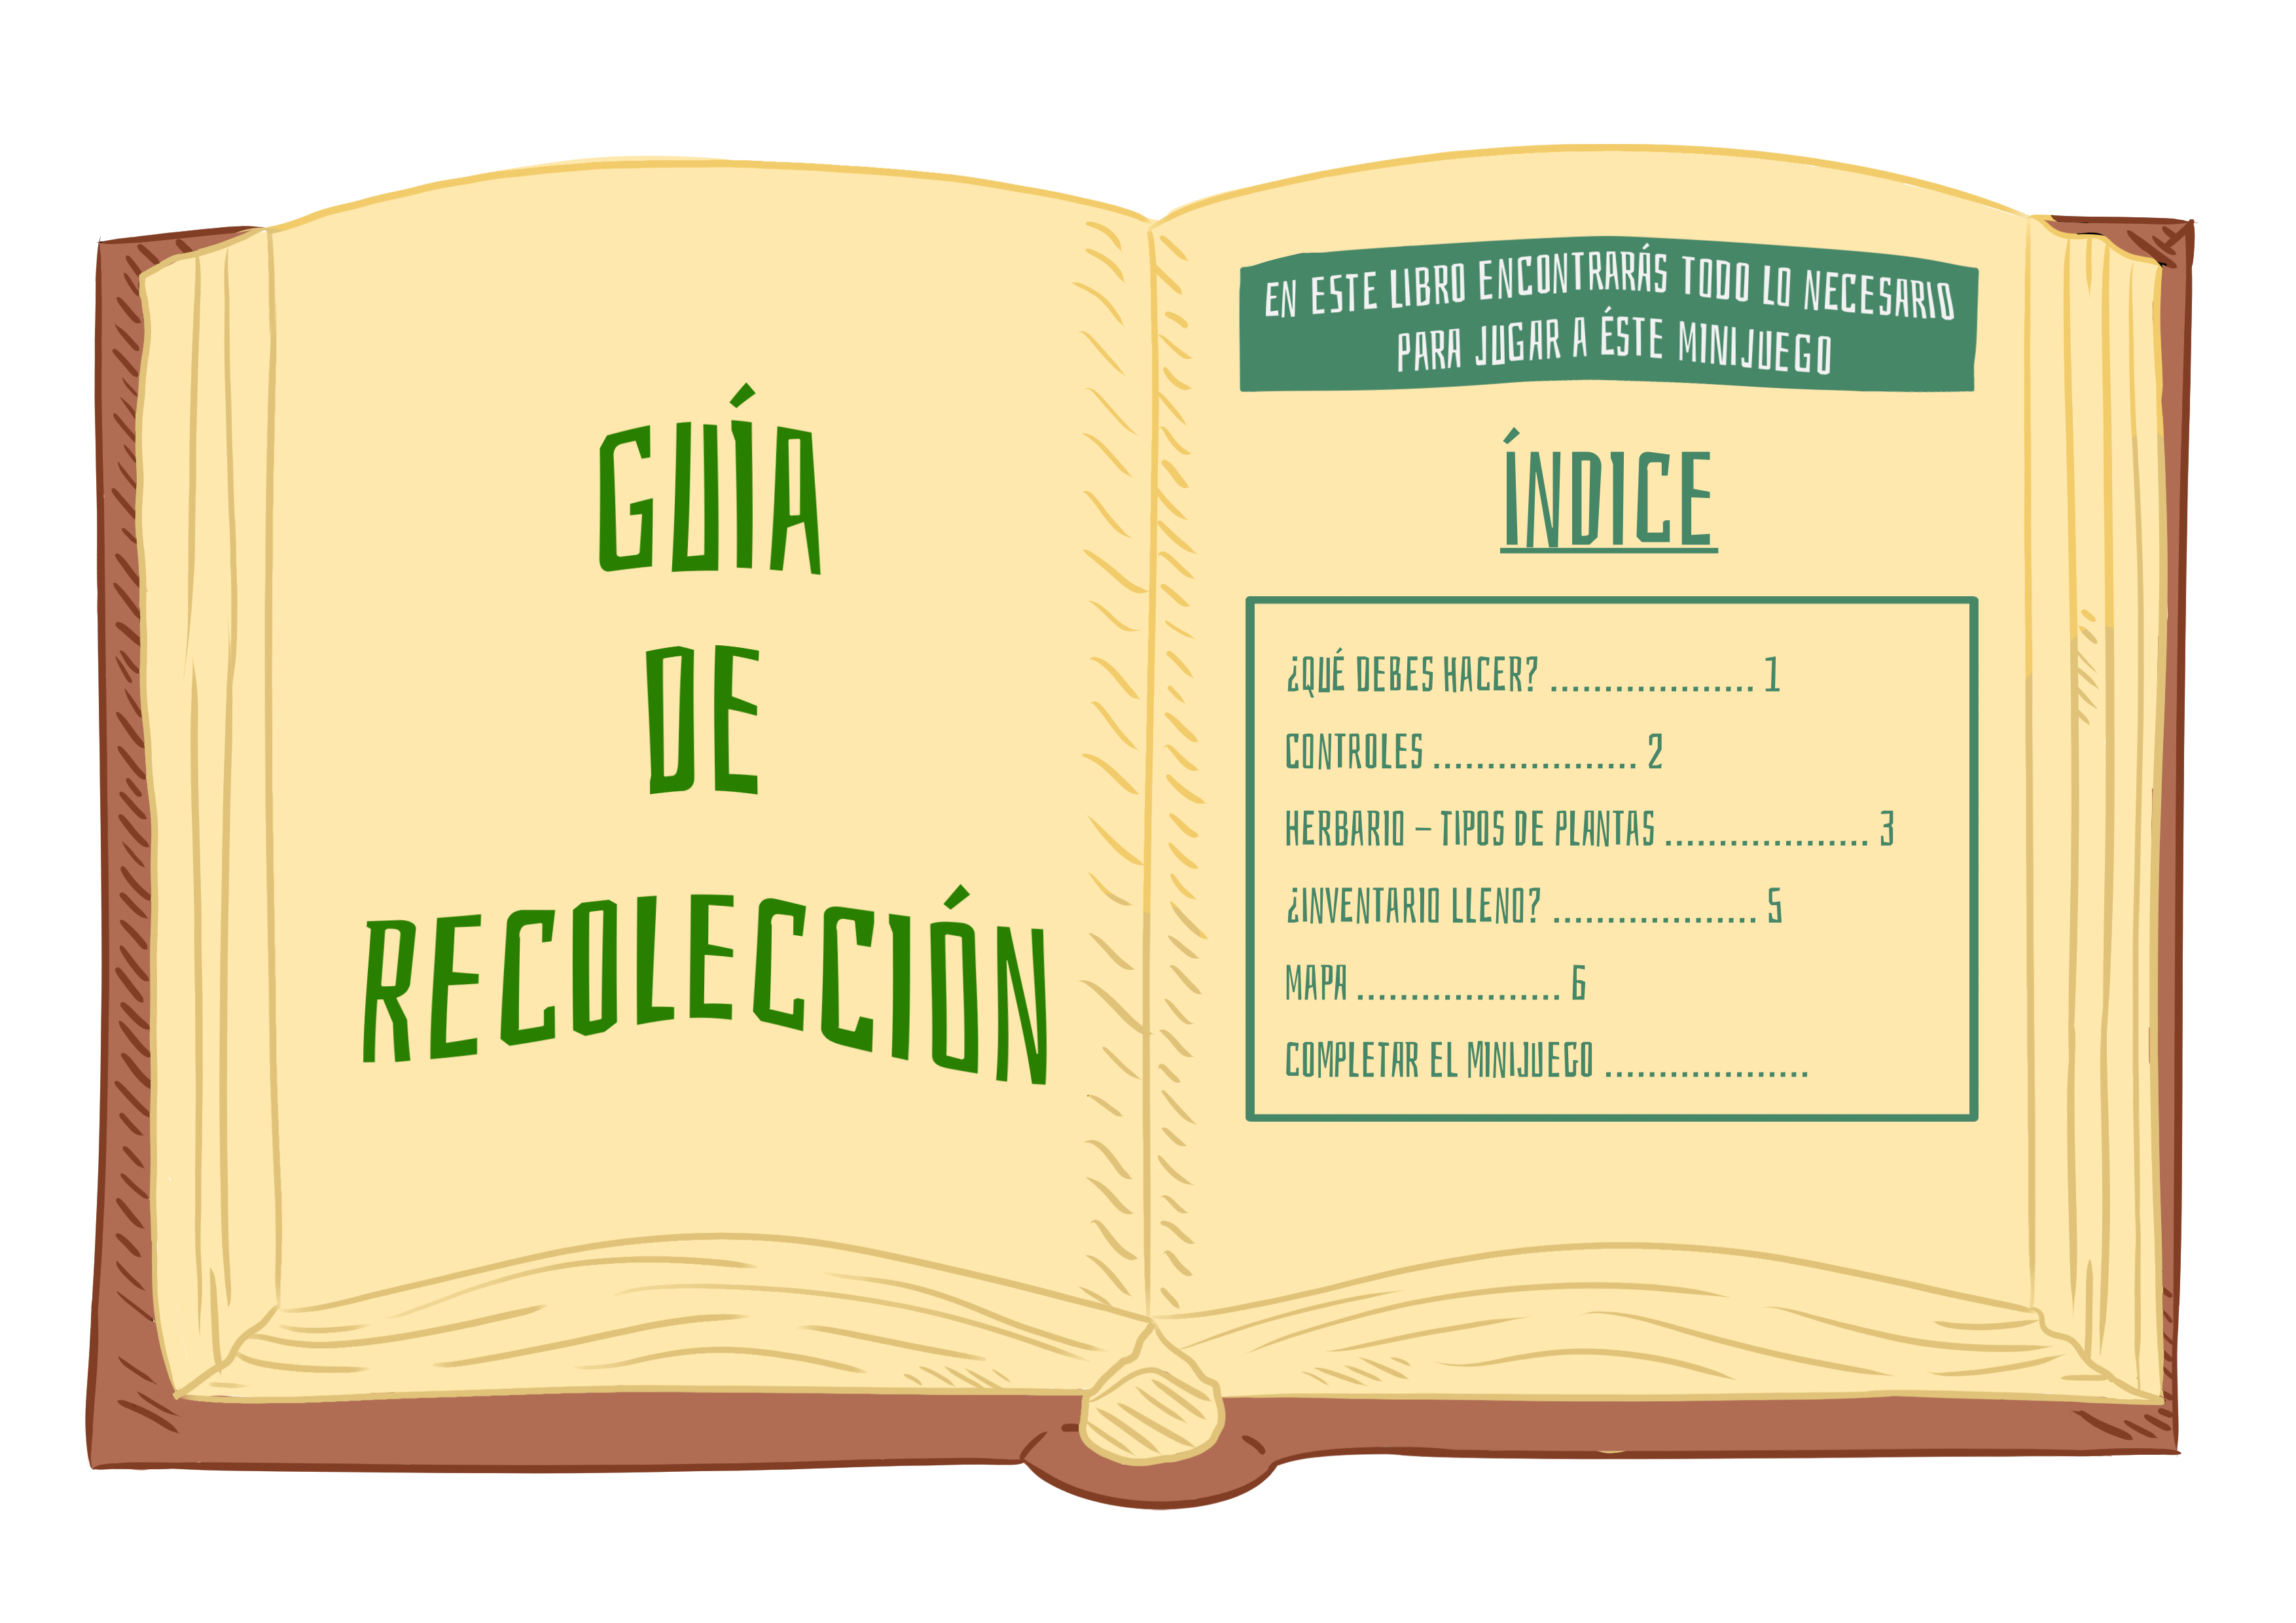 GUÍA
DE
RECOLECCIÓN
EN ESTE LIBRO ENCONTRARÁS TODO LO NECESARIO
PARA JUGAR A ÉSTE MINIJUEGO
ÍNDICE
¿QUÉ DEBES HACER? ................... 1
CONTROLES ................... 2
HERBARIO – TIPOS DE PLANTAS ................... 3
¿INVENTARIO LLENO? ................... 5
MAPA ................... 6
COMPLETAR EL MINIJUEGO ...................